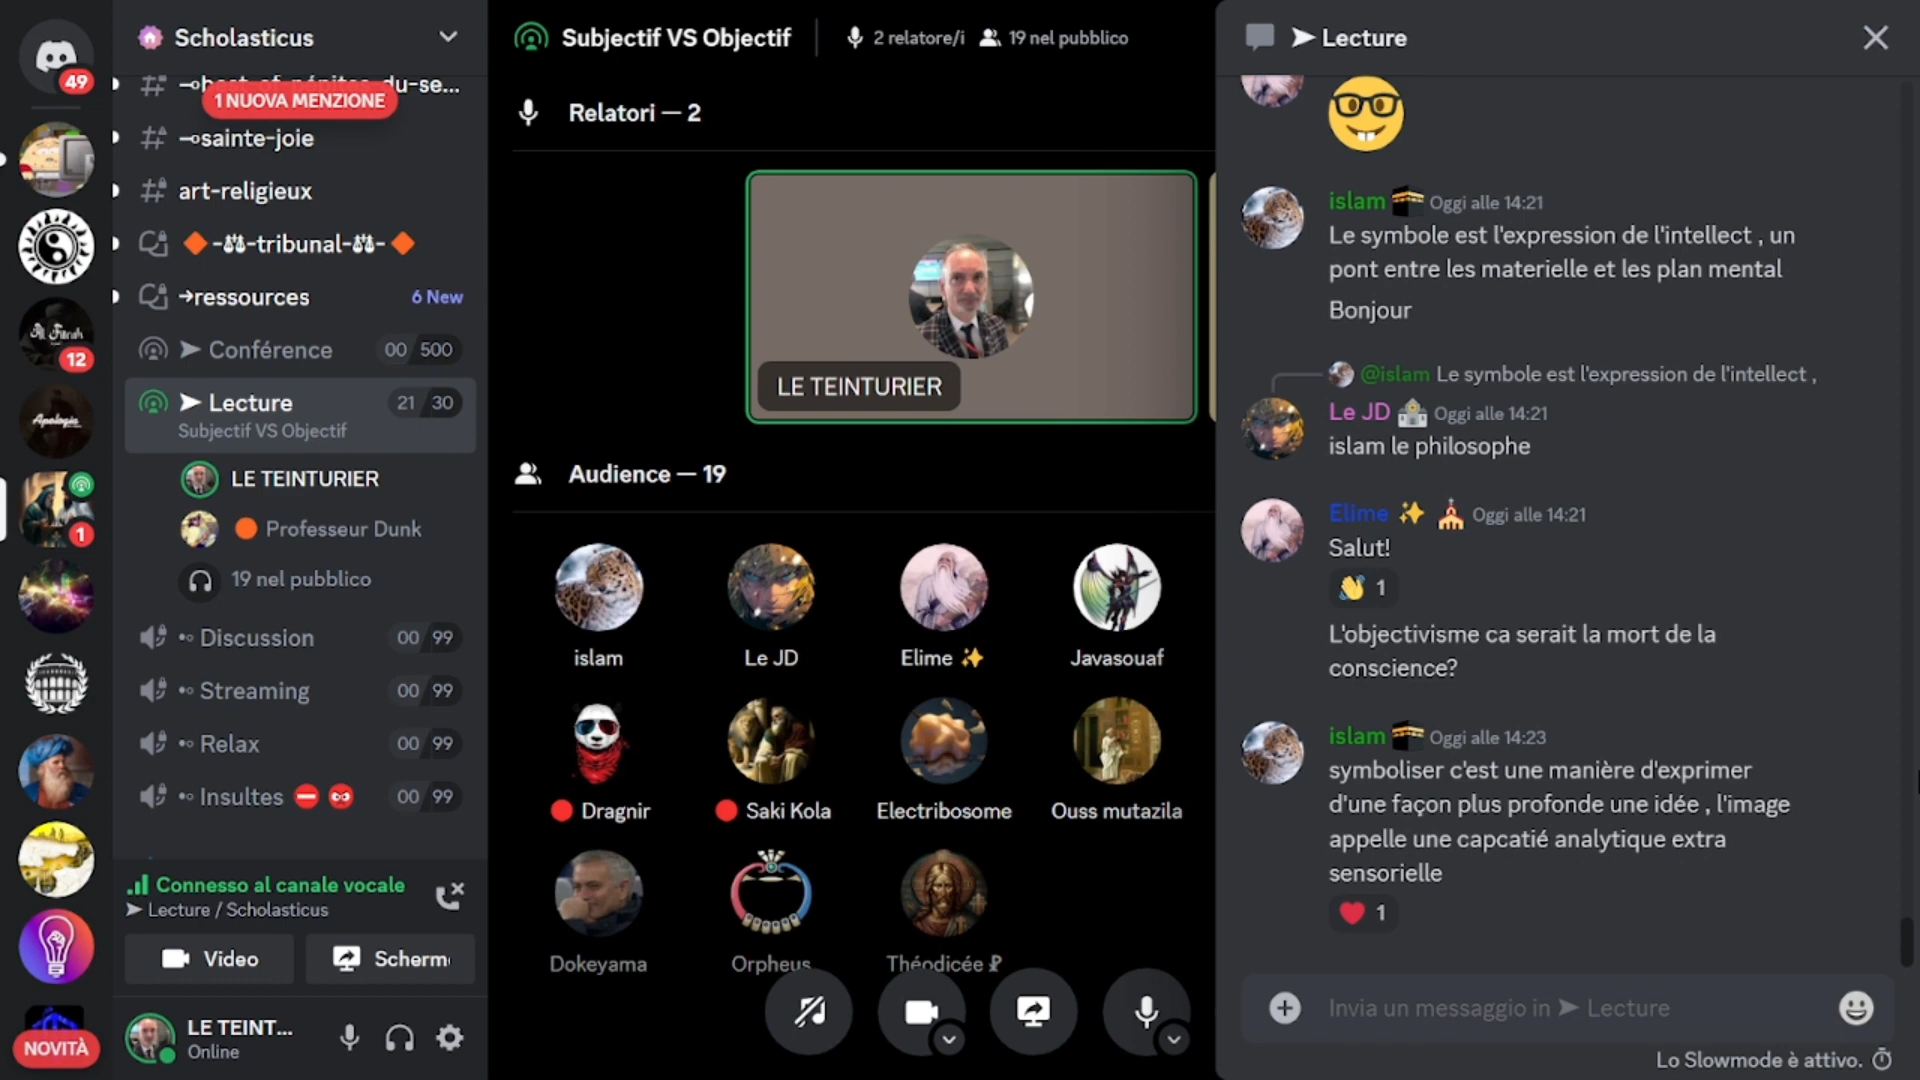 49
12
1
NOVITÀ
Scholasticus
1 NUOVA MENZIONE
du-se...
sainte-joie
art-religieux
-tribunal-
ressources
6 New
Conférence
00 500
Lecture
21 30
Subjectif VS Objectif
LE TEINTURIER
Professeur Dunk
19 nel pubblico
Discussion
00 99
Streaming
00 99
Relax
00 99
Insultes
00 99
Connesso al canale vocale
Lecture / Scholasticus
Video
Scherm
LE TEINT...
Online
Subjectif VS Objectif
2 relatore/i
19 nel pubblico
Relatori — 2
LE TEINTURIER
Audience — 19
islam
Le JD
Elime
Javasouaf
Dragnir
Saki Kola
Electribosome
Ouss mutazila
Dokeyama
Orpheus
Théodicée
Lecture
islam Oggi alle 14:21
Le symbole est l'expression de l'intellect , un
pont entre les materielle et les plan mental
Bonjour
@islam Le symbole est l'expression de l'intellect ,
Le JD Oggi alle 14:21
islam le philosophe
Elime Oggi alle 14:21
Salut!
1
L'objectivisme ca serait la mort de la
conscience?
islam Oggi alle 14:23
symboliser c'est une manière d'exprimer
d'une façon plus profonde une idée , l'image
appelle une capcatié analytique extra
sensorielle
1
Invia un messaggio in Lecture
Lo Slowmode è attivo.